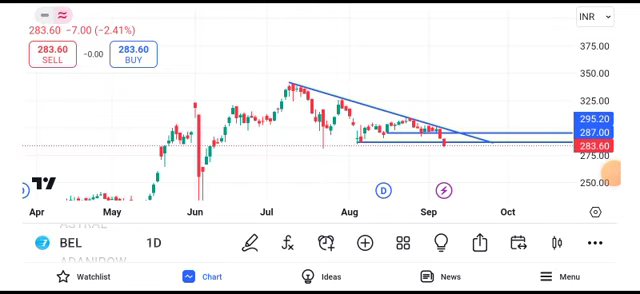 INR
283.60 −7.00 (−2.41%)
283.60
SELL
−0.00
283.60
BUY
375.00
350.00
325.00
295.20
287.00
283.60
275.00
250.00
D
Apr May Jun Jul Aug Sep Oct
BEL 1D
ADANIPOW
Watchlist
Chart
Ideas
News
Menu